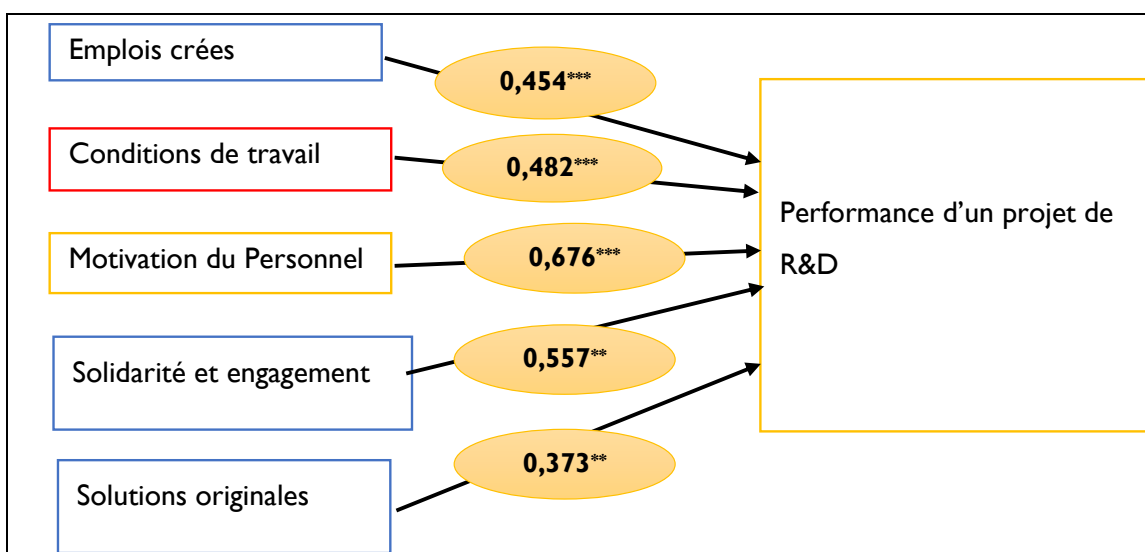 Emplois crées
0,454***
Conditions de travail
0,482***
Performance d’un projet de
R&D
Motivation du Personnel
0,676***
Solidarité et engagement
0,557**
Solutions originales
0,373**